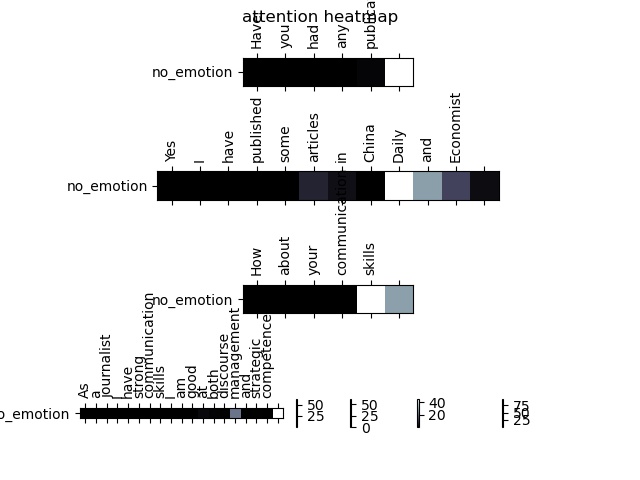 attention heatmap
Have you had any
no_emotion
Yes I have published some articles in China Daily and Economist
no_emotion
How about your communication skills
no_emotion
As a journalist I have strong communication skills I am good at both discourse management and strategic competence
o_emotion
50 25
50 25 0
40 20
75 50 25